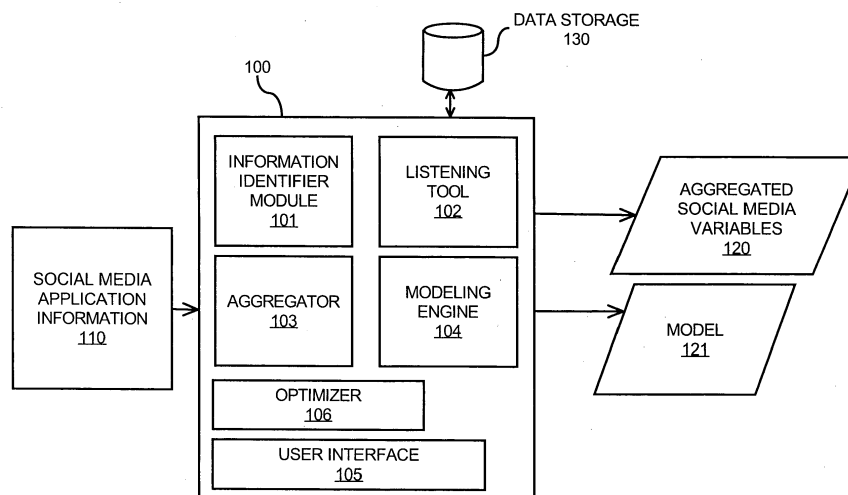 DATA STORAGE
130
100
INFORMATION
IDENTIFIER
MODULE
101
LISTENING
TOOL
102
AGGREGATED
SOCIAL MEDIA
VARIABLES
120
SOCIAL MEDIA
APPLICATION
INFORMATION
110
AGGREGATOR
103
MODELING
ENGINE
104
MODEL
121
OPTIMIZER
106
USER INTERFACE
105